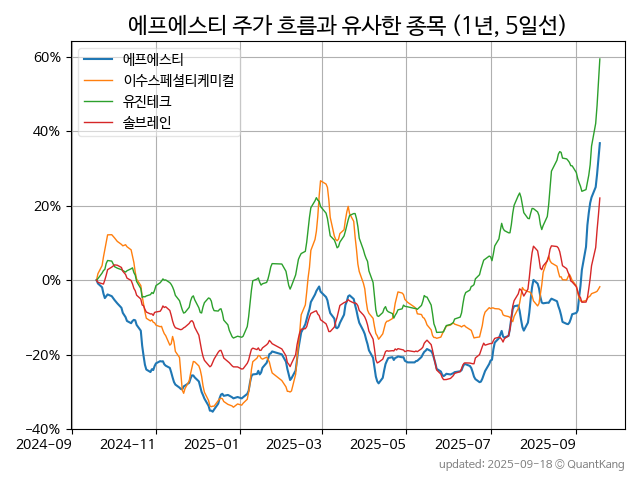 에프에스티 주가 흐름과 유사한 종목 (1년, 5일선)
에프에스티
이수스페셜티케미컬
유진테크
솔브레인
60%
40%
20%
0%
−20%
−40%
2024-09 2024-11 2025-01 2025-03 2025-05 2025-07 2025-09
updated: 2025-09-18 © QuantKang